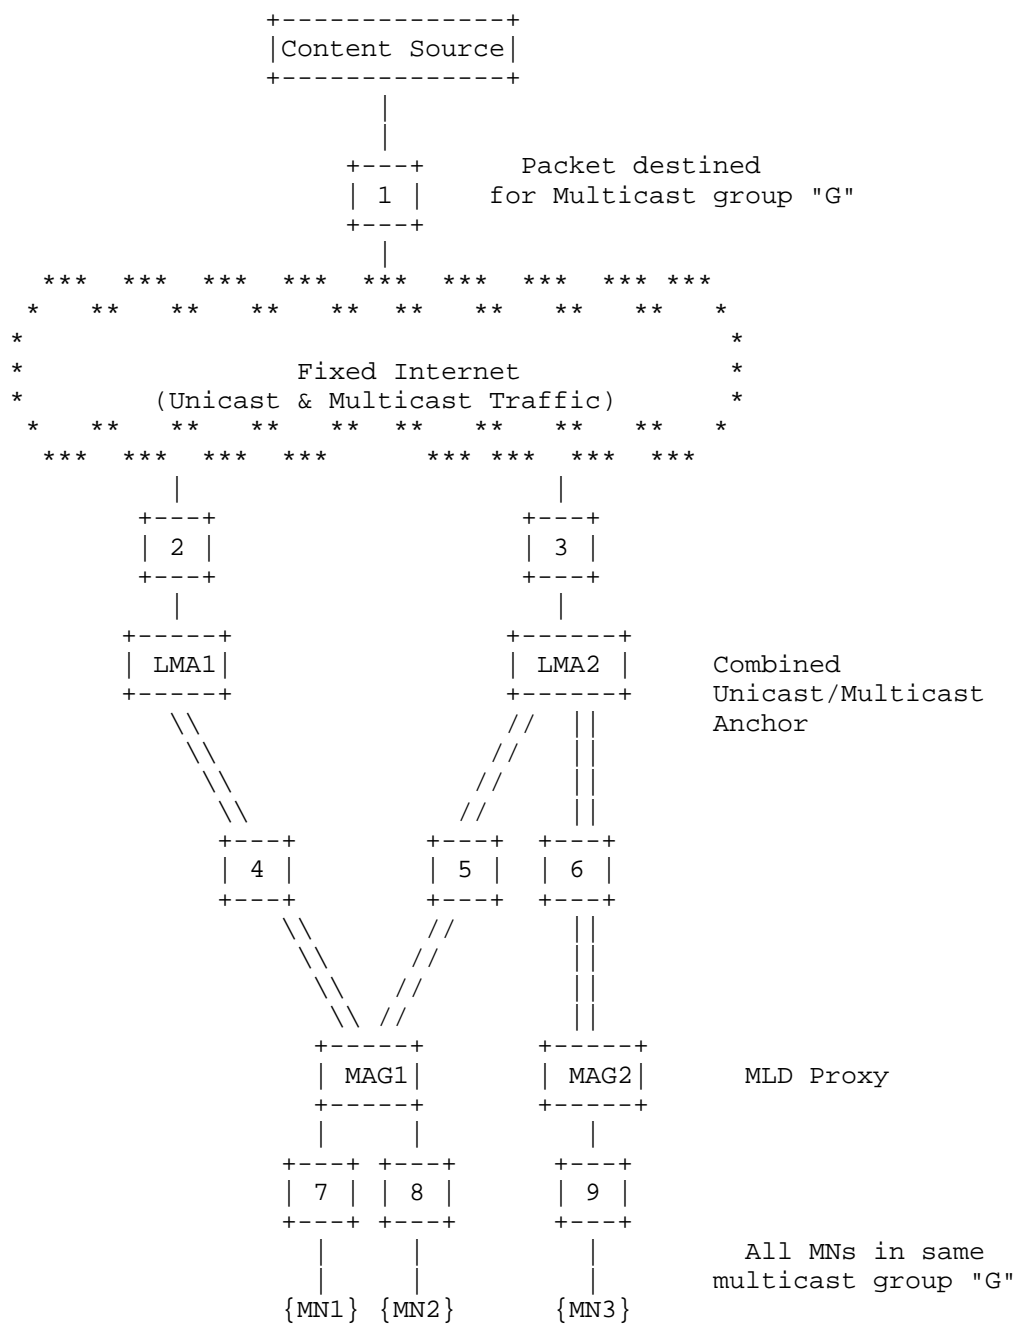 Content Source
Packet destined
1 for Multicast group "G"
Fixed Internet
(Unicast & Multicast Traffic)
2 3
LMA1 LMA2 Combined
Unicast/Multicast
Anchor
4 5 6
MAG1 MAG2 MLD Proxy
7 8 9
All MNs in same
multicast group "G"
{MN1} {MN2} {MN3}